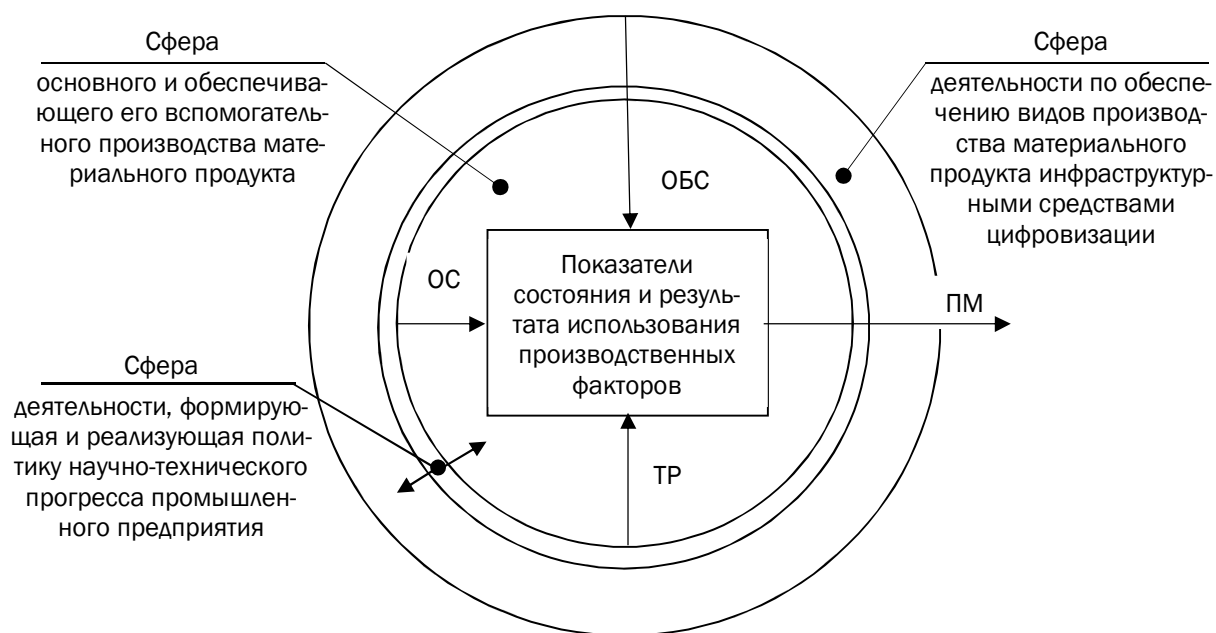 Сфера
основного и обеспечива-
ющего его вспомогатель-
ного производства мате-
риального продукта
Сфера
деятельности по обеспе-
чению видов производ-
ства материального
продукта инфраструктур-
ными средствами
цифровизации
ОБС
ОС
Показатели
состояния и резуль-
тата использования
производственных
факторов
ПМ
Сфера
деятельности, формирую-
щая и реализующая поли-
тику научно-технического
прогресса промышлен-
ного предприятия
ТР